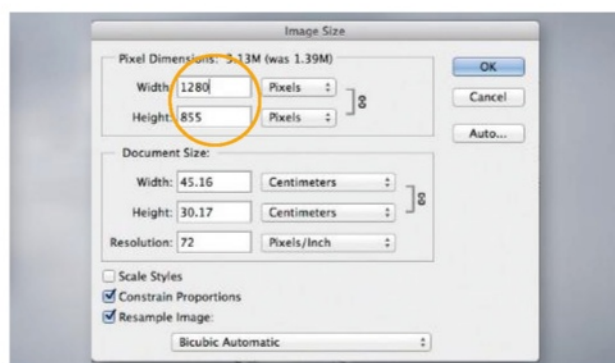 Image Size
Pixel Dimensions: 3.13M (was 1.39M)
Width: 1280 Pixels
Height: 855 Pixels
Document Size:
Width: 45.16 Centimeters
Height: 30.17 Centimeters
Resolution: 72 Pixels/Inch
Scale Styles
Constrain Proportions
Resample Image:
Bicubic Automatic
OK
Cancel
Auto...